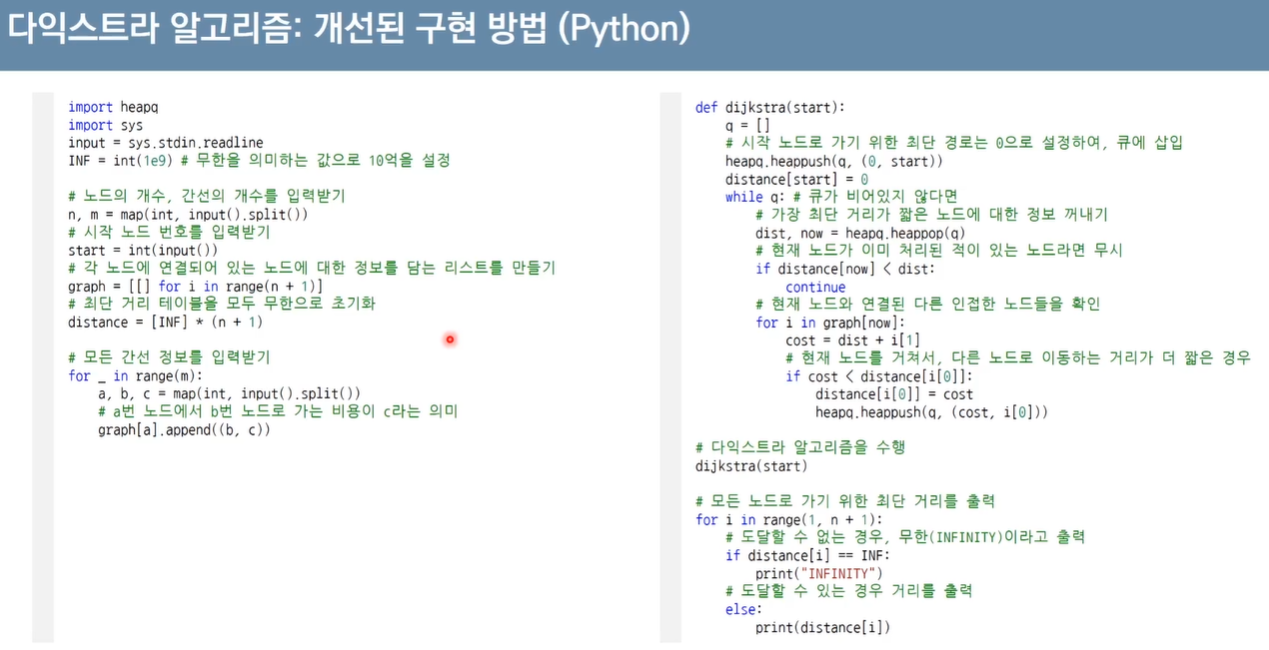 다익스트라 알고리즘: 개선된 구현 방법 (Python)
import heapq
import sys
input = sys.stdin.readline
INF = int(1e9) # 무한을 의미하는 값으로 10억을 설정

# 노드의 개수, 간선의 개수를 입력받기
n, m = map(int, input().split())
# 시작 노드 번호를 입력받기
start = int(input())
# 각 노드에 연결되어 있는 노드에 대한 정보를 담는 리스트를 만들기
graph = [[] for i in range(n + 1)]
# 최단 거리 테이블을 모두 무한으로 초기화
distance = [INF] * (n + 1)

# 모든 간선 정보를 입력받기
for _ in range(m):
    a, b, c = map(int, input().split())
    # a번 노드에서 b번 노드로 가는 비용이 c라는 의미
    graph[a].append((b, c))

def dijkstra(start):
    q = []
    # 시작 노드로 가기 위한 최단 경로는 0으로 설정하여, 큐에 삽입
    heapq.heappush(q, (0, start))
    distance[start] = 0
    while q: # 큐가 비어있지 않다면
        # 가장 최단 거리가 짧은 노드에 대한 정보 꺼내기
        dist, now = heapq.heappop(q)
        # 현재 노드가 이미 처리된 적이 있는 노드라면 무시
        if distance[now] < dist:
            continue
        # 현재 노드와 연결된 다른 인접한 노드들을 확인
        for i in graph[now]:
            cost = dist + i[1]
            # 현재 노드를 거쳐서, 다른 노드로 이동하는 거리가 더 짧은 경우
            if cost < distance[i[0]]:
                distance[i[0]] = cost
                heapq.heappush(q, (cost, i[0]))

# 다익스트라 알고리즘을 수행
dijkstra(start)

# 모든 노드로 가기 위한 최단 거리를 출력
for i in range(1, n + 1):
    # 도달할 수 없는 경우, 무한(INFINITY)이라고 출력
    if distance[i] == INF:
        print("INFINITY")
    # 도달할 수 있는 경우 거리를 출력
    else:
        print(distance[i])